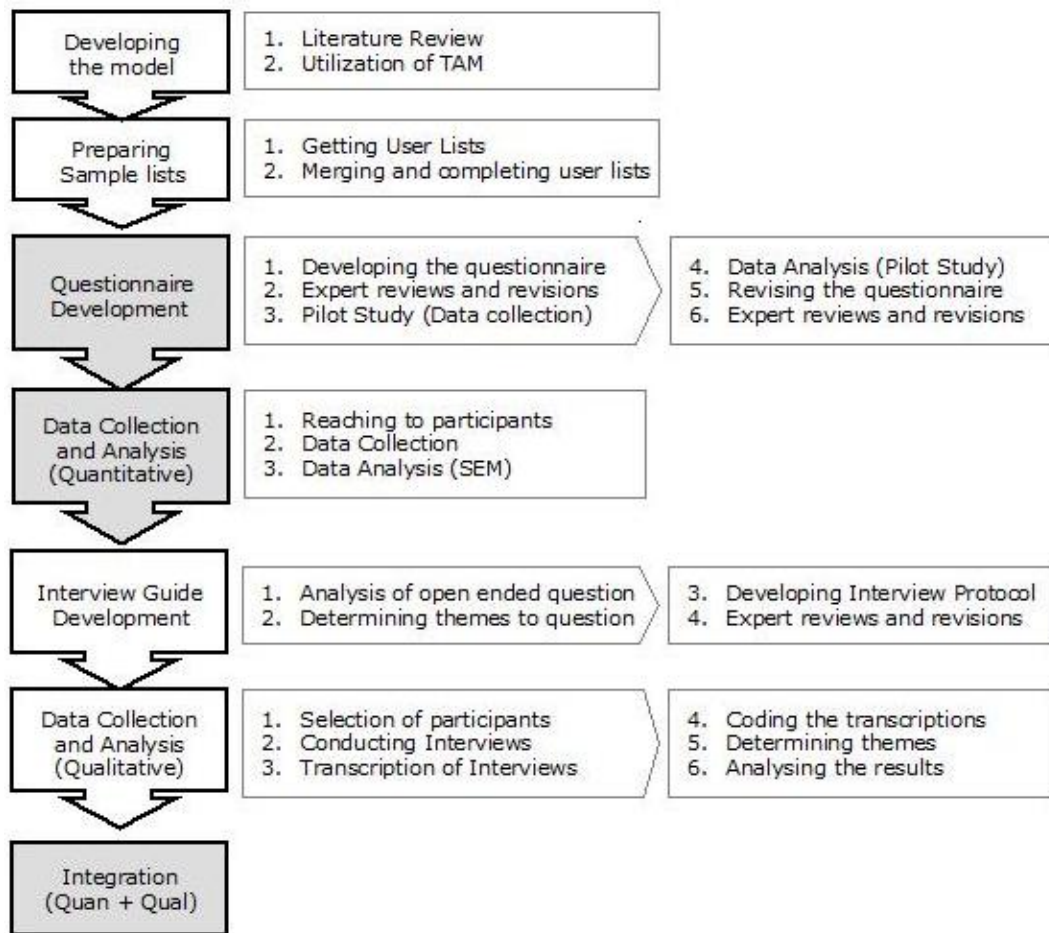 Developing
the model
1. Literature Review
2. Utilization of TAM
Preparing
Sample lists
1. Getting User Lists
2. Merging and completing user lists
Questionnaire
Development
1. Developing the questionnaire
2. Expert reviews and revisions
3. Pilot Study (Data collection)
4. Data Analysis (Pilot Study)
5. Revising the questionnaire
6. Expert reviews and revisions
Data Collection
and Analysis
(Quantitative)
1. Reaching to participants
2. Data Collection
3. Data Analysis (SEM)
Interview Guide
Development
1. Analysis of open ended question
2. Determining themes to question
3. Developing Interview Protocol
4. Expert reviews and revisions
Data Collection
and Analysis
(Qualitative)
1. Selection of participants
2. Conducting Interviews
3. Transcription of Interviews
4. Coding the transcriptions
5. Determining themes
6. Analysing the results
Integration
(Quan + Qual)